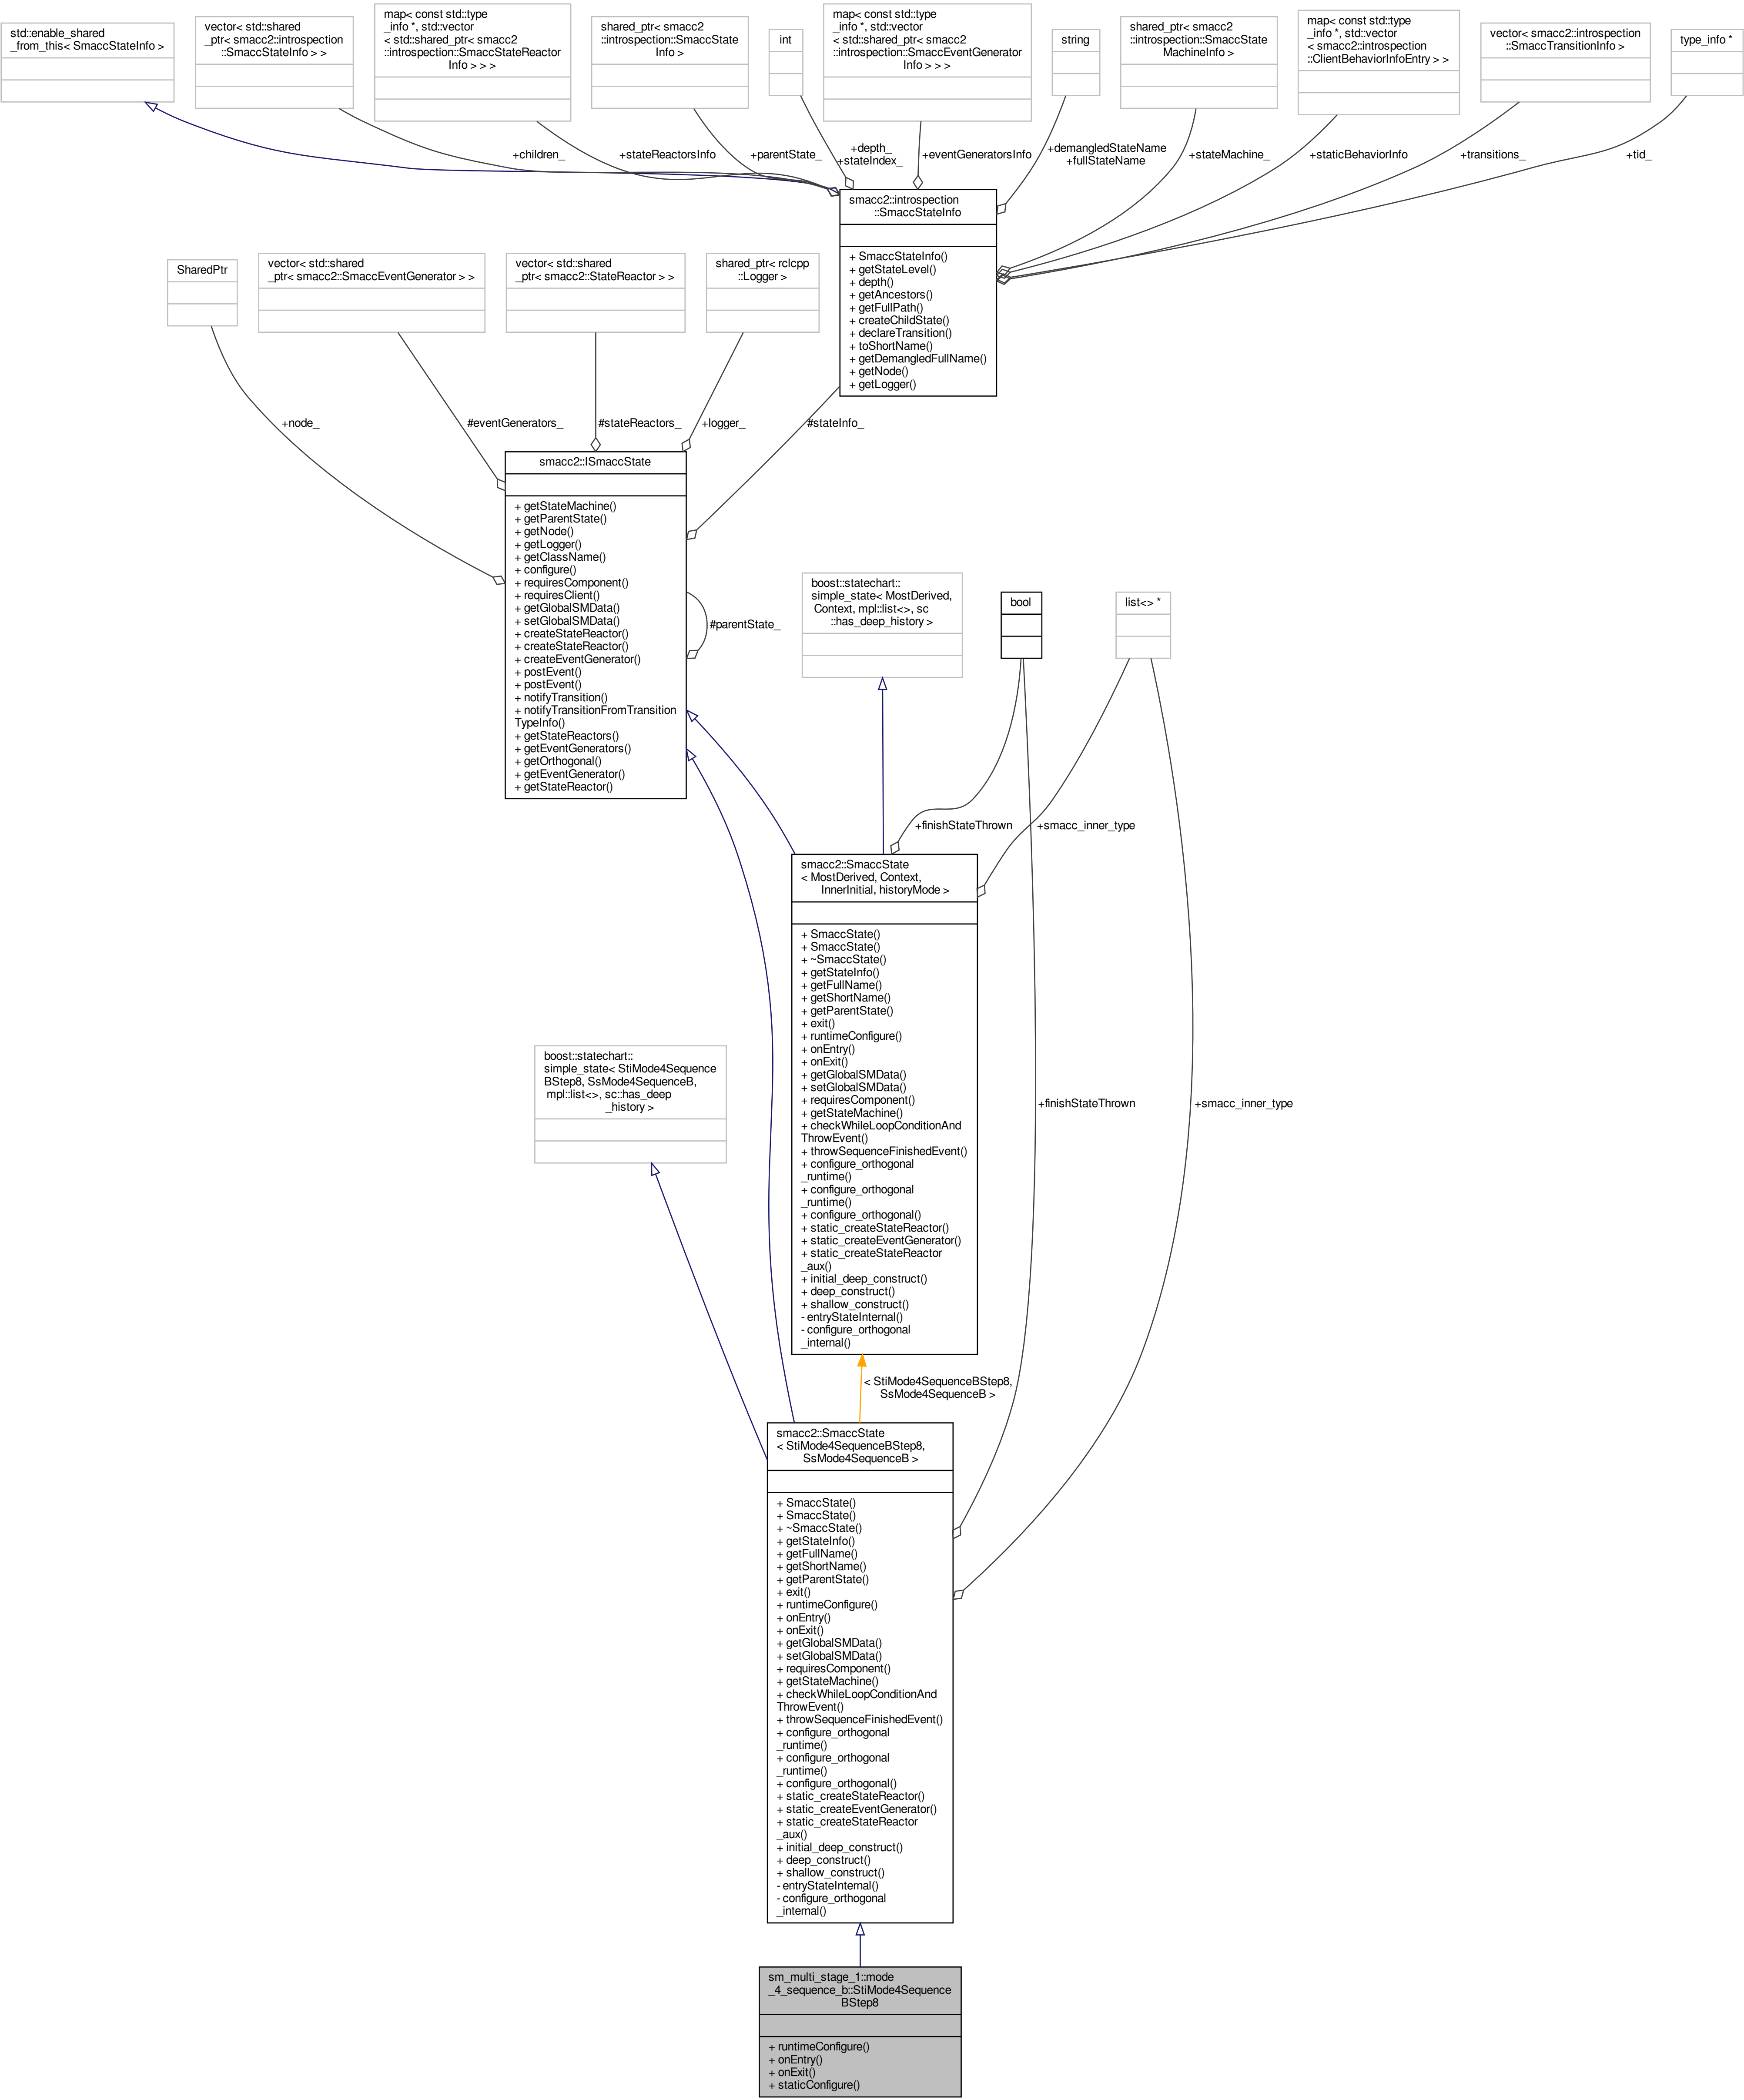 std::enable_shared
_from_this< SmaccStateInfo >
vector< std::shared
_ptr< smacc2::introspection
::SmaccStateInfo > >
map< const std::type
_info *, std::vector
< std::shared_ptr< smacc2
::introspection::SmaccStateReactor
Info > > >
shared_ptr< smacc2
::introspection::SmaccState
Info >
int
map< const std::type
_info *, std::vector
< std::shared_ptr< smacc2
::introspection::SmaccEventGenerator
Info > > >
string
shared_ptr< smacc2
::introspection::SmaccState
MachineInfo >
map< const std::type
_info *, std::vector
< smacc2::introspection
::ClientBehaviorInfoEntry > >
vector< smacc2::introspection
::SmaccTransitionInfo >
type_info *
+children_
+stateReactorsInfo
+parentState_
+depth_
+stateIndex_
+eventGeneratorsInfo
+demangledStateName
+fullStateName
+stateMachine_
+staticBehaviorInfo
+transitions_
+tid_
smacc2::introspection
::SmaccStateInfo
+ SmaccStateInfo()
+ getStateLevel()
+ depth()
+ getAncestors()
+ getFullPath()
+ createChildState()
+ declareTransition()
+ toShortName()
+ getDemangledFullName()
+ getNode()
+ getLogger()
SharedPtr
vector< std::shared
_ptr< smacc2::SmaccEventGenerator > >
vector< std::shared
_ptr< smacc2::StateReactor > >
shared_ptr< rclcpp
::Logger >
+node_
#eventGenerators_
#stateReactors_
+logger_
#stateInfo_
smacc2::ISmaccState
+ getStateMachine()
+ getParentState()
+ getNode()
+ getLogger()
+ getClassName()
+ configure()
+ requiresComponent()
+ requiresClient()
+ getGlobalSMData()
+ setGlobalSMData()
+ createStateReactor()
+ createStateReactor()
+ createEventGenerator()
+ postEvent()
+ postEvent()
+ notifyTransition()
+ notifyTransitionFromTransition
TypeInfo()
+ getStateReactors()
+ getEventGenerators()
+ getOrthogonal()
+ getEventGenerator()
+ getStateReactor()
#parentState_
boost::statechart::
simple_state< MostDerived,
Context, mpl::list<>, sc
::has_deep_history >
bool
list<> *
+finishStateThrown
+smacc_inner_type
smacc2::SmaccState
< MostDerived, Context,
InnerInitial, historyMode >
+ SmaccState()
+ SmaccState()
+ ~SmaccState()
+ getStateInfo()
+ getFullName()
+ getShortName()
+ getParentState()
+ exit()
+ runtimeConfigure()
+ onEntry()
+ onExit()
+ getGlobalSMData()
+ setGlobalSMData()
+ requiresComponent()
+ getStateMachine()
+ checkWhileLoopConditionAnd
ThrowEvent()
+ throwSequenceFinishedEvent()
+ configure_orthogonal
_runtime()
+ configure_orthogonal
_runtime()
+ configure_orthogonal()
+ static_createStateReactor()
+ static_createEventGenerator()
+ static_createStateReactor
_aux()
+ initial_deep_construct()
+ deep_construct()
+ shallow_construct()
- entryStateInternal()
- configure_orthogonal
_internal()
boost::statechart::
simple_state< StiMode4Sequence
BStep8, SsMode4SequenceB,
mpl::list<>, sc::has_deep
_history >
+finishStateThrown
+smacc_inner_type
< StiMode4SequenceBStep8,
SsMode4SequenceB >
smacc2::SmaccState
< StiMode4SequenceBStep8,
SsMode4SequenceB >
+ SmaccState()
+ SmaccState()
+ ~SmaccState()
+ getStateInfo()
+ getFullName()
+ getShortName()
+ getParentState()
+ exit()
+ runtimeConfigure()
+ onEntry()
+ onExit()
+ getGlobalSMData()
+ setGlobalSMData()
+ requiresComponent()
+ getStateMachine()
+ checkWhileLoopConditionAnd
ThrowEvent()
+ throwSequenceFinishedEvent()
+ configure_orthogonal
_runtime()
+ configure_orthogonal
_runtime()
+ configure_orthogonal()
+ static_createStateReactor()
+ static_createEventGenerator()
+ static_createStateReactor
_aux()
+ initial_deep_construct()
+ deep_construct()
+ shallow_construct()
- entryStateInternal()
- configure_orthogonal
_internal()
sm_multi_stage_1::mode
_4_sequence_b::StiMode4Sequence
BStep8
+ runtimeConfigure()
+ onEntry()
+ onExit()
+ staticConfigure()